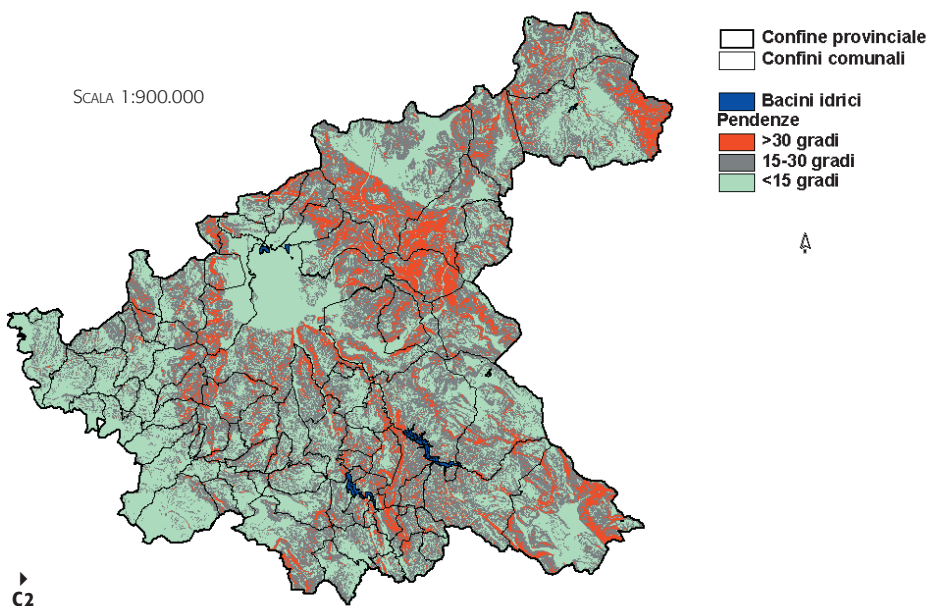 SCALA 1:900.000
Confine provinciale
Confini comunali
Bacini idrici
Pendenze
>30 gradi
15-30 gradi
<15 gradi
C2